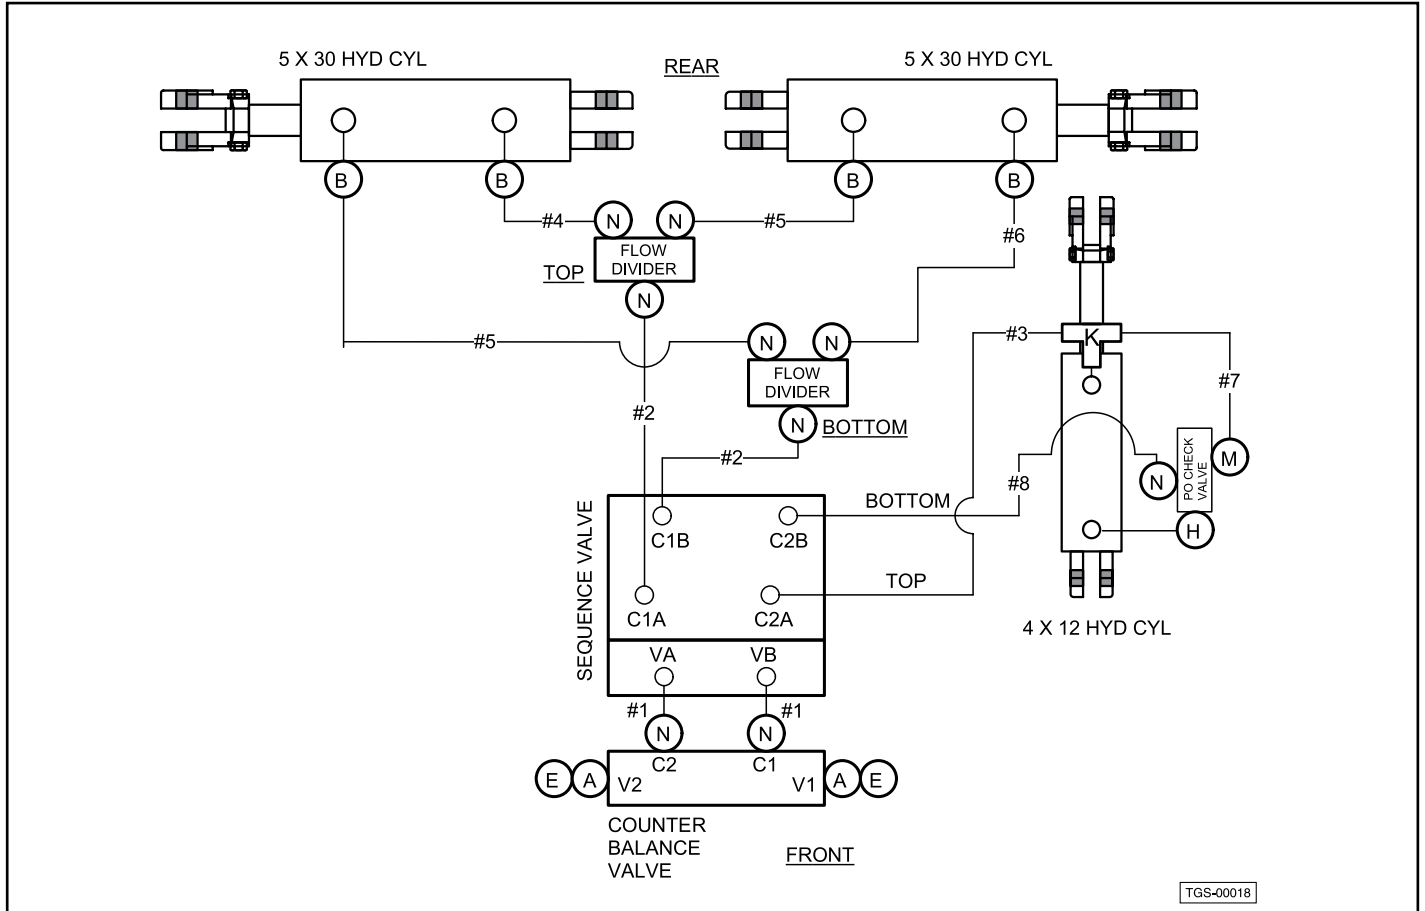 5 X 30 HYD CYL
REAR
5 X 30 HYD CYL
B
B
B
B
#4
N
N
#5
#6
FLOW
DIVIDER
TOP
N
#5
N
N
#3
K
#7
FLOW
DIVIDER
#2
N
BOTTOM
#2
M
PO CHECK
VALVE
N
#8
H
BOTTOM
C1B
C2B
SEQUENCE VALVE
TOP
C1A
C2A
4 X 12 HYD CYL
VA
VB
#1
#1
N
N
C2
C1
E
A
V2
V1
A
E
COUNTER
BALANCE
VALVE
FRONT
TGS-00018